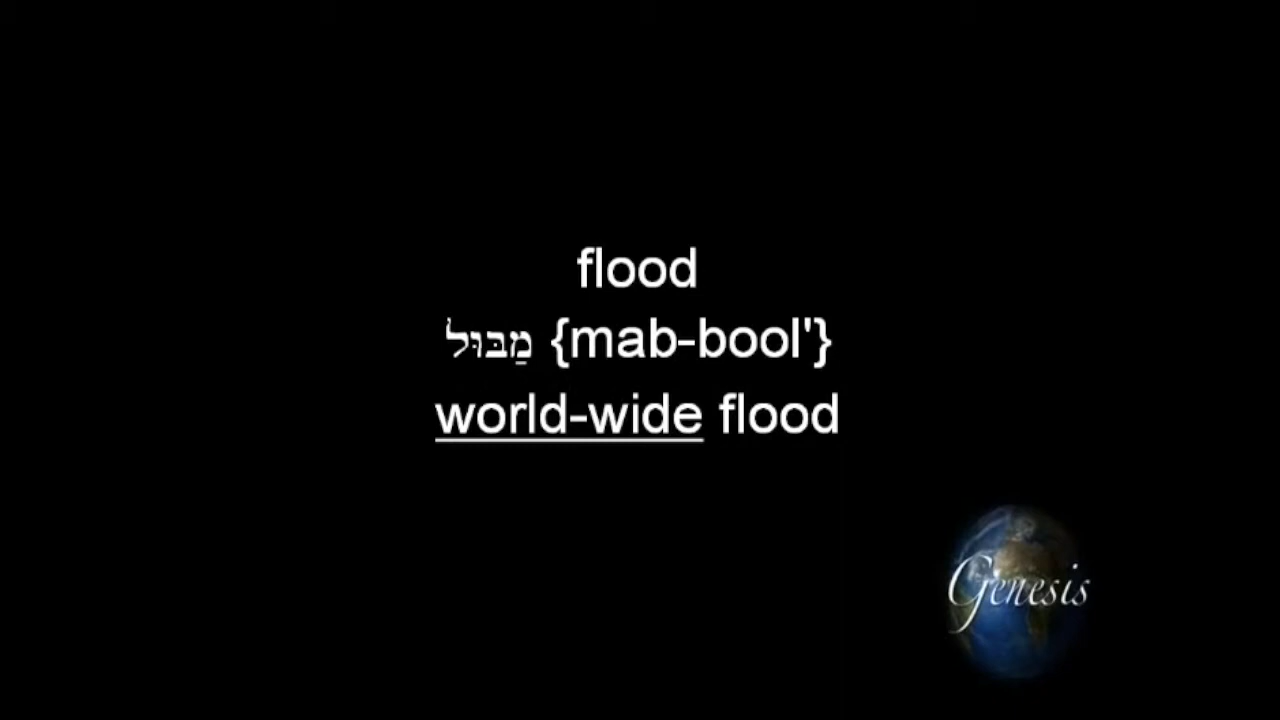 flood
מַבּוּל {mab-bool'}
world-wide flood
Genesis